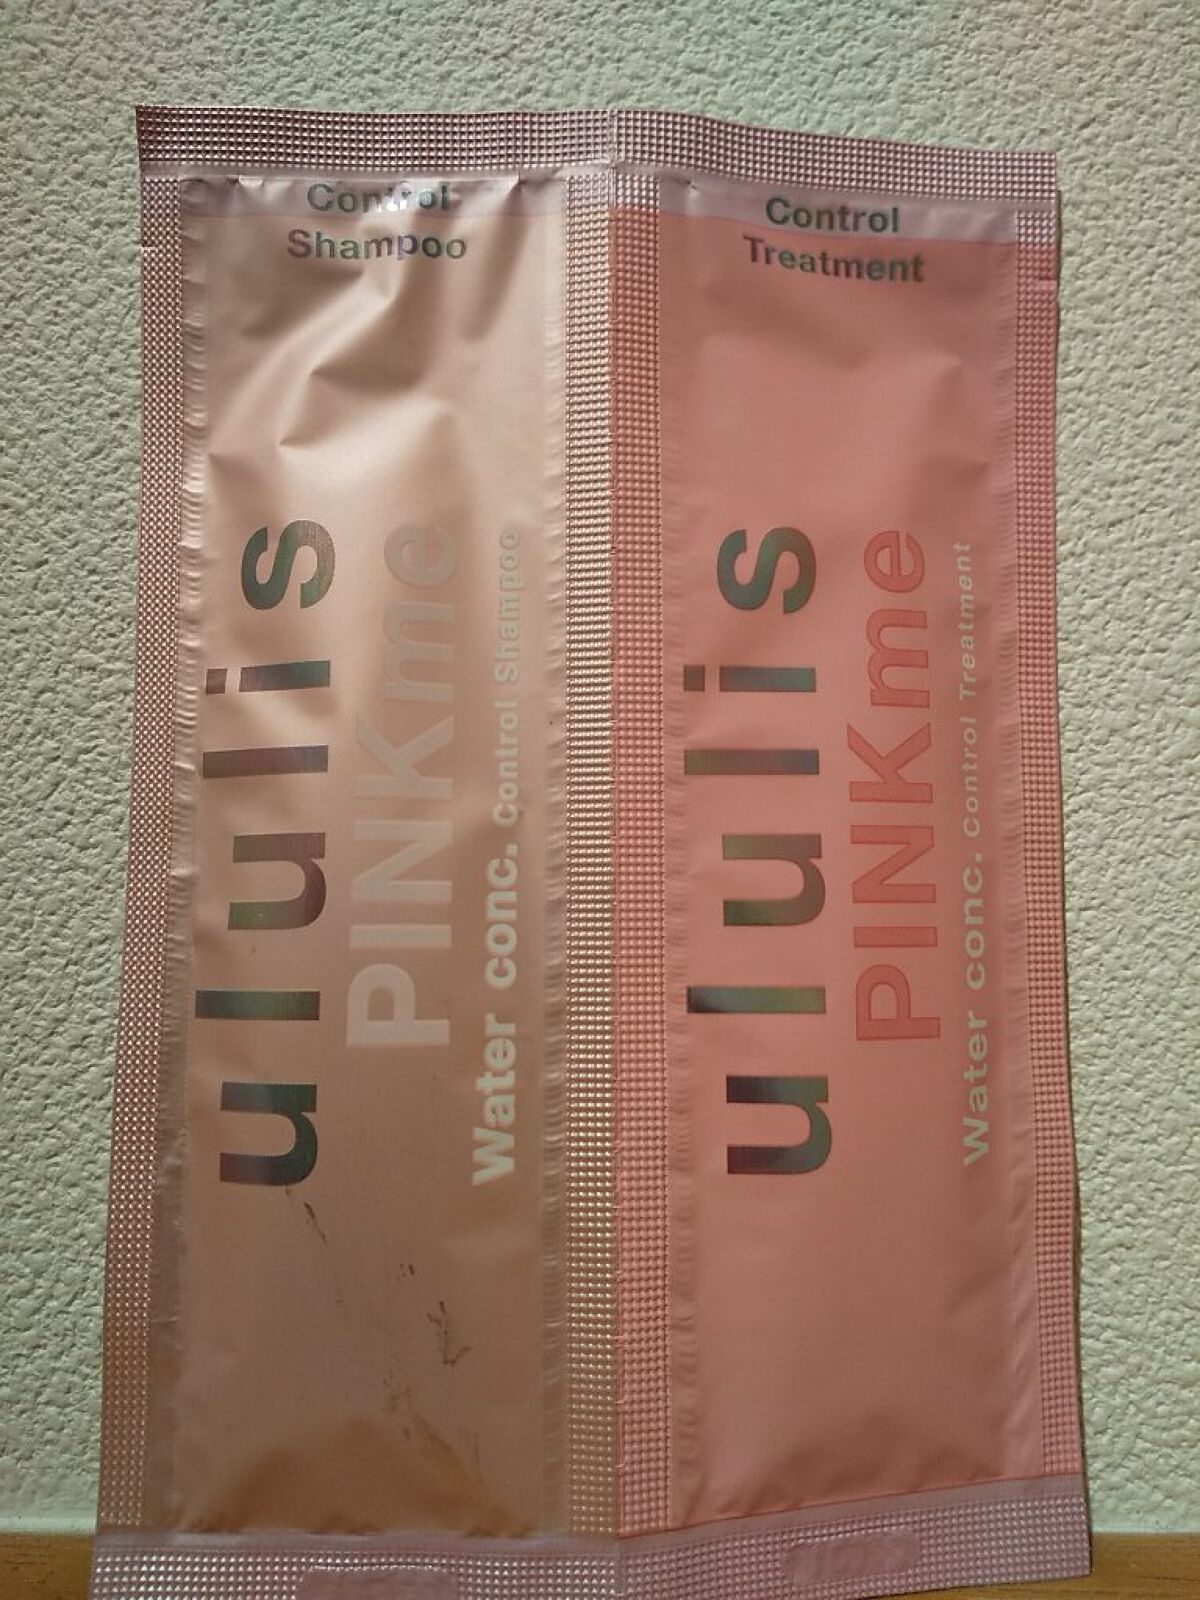 Control
Shampoo
ululis
PINKme
Water conc. Control Shampoo
Control
Treatment
ululis
PINKme
Water conc. Control Treatment